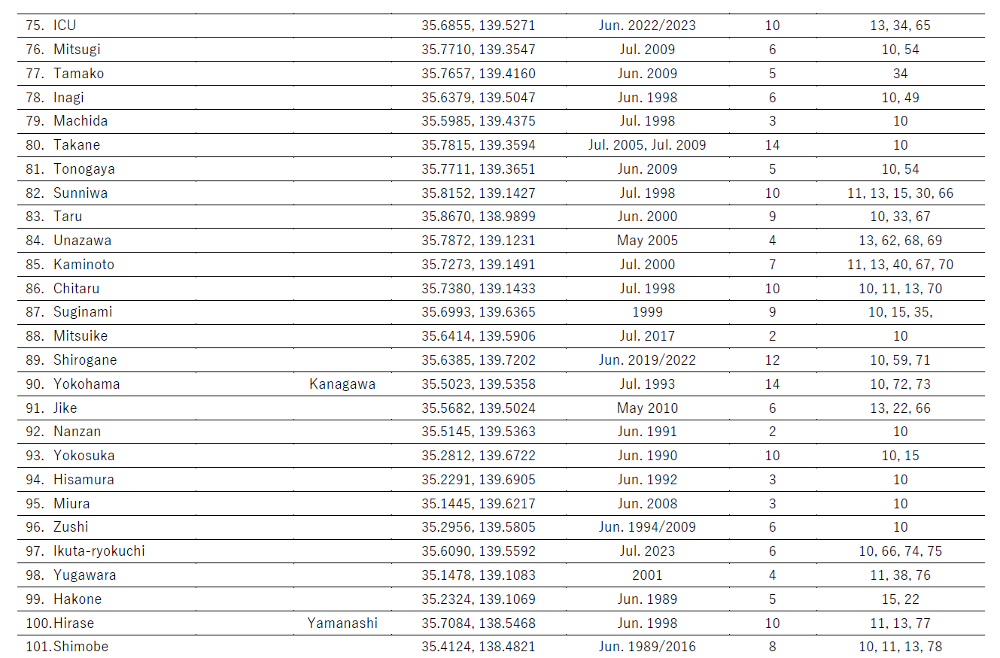 75. ICU 35.6855, 139.5271 Jun. 2022/2023 10 13, 34, 65
76. Mitsugi 35.7710, 139.3547 Jul. 2009 6 10, 54
77. Tamako 35.7657, 139.4160 Jun. 2009 5 34
78. Inagi 35.6379, 139.5047 Jun. 1998 6 10, 49
79. Machida 35.5985, 139.4375 Jul. 1998 3 10
80. Takane 35.7815, 139.3594 Jul. 2005, Jul. 2009 14 10
81. Tonogaya 35.7711, 139.3651 Jun. 2009 5 10, 54
82. Sunniwa 35.8152, 139.1427 Jul. 1998 10 11, 13, 15, 30, 66
83. Taru 35.8670, 138.9899 Jun. 2000 9 10, 33, 67
84. Unazawa 35.7872, 139.1231 May 2005 4 13, 62, 68, 69
85. Kaminoto 35.7273, 139.1491 Jul. 2000 7 11, 13, 40, 67, 70
86. Chitaru 35.7380, 139.1433 Jul. 1998 10 10, 11, 13, 70
87. Suginami 35.6993, 139.6365 1999 9 10, 15, 35,
88. Mitsuike 35.6414, 139.5906 Jul. 2017 2 10
89. Shirogane 35.6385, 139.7202 Jun. 2019/2022 12 10, 59, 71
90. Yokohama Kanagawa 35.5023, 139.5358 Jul. 1993 14 10, 72, 73
91. Jike 35.5682, 139.5024 May 2010 6 13, 22, 66
92. Nanzan 35.5145, 139.5363 Jun. 1991 2 10
93. Yokosuka 35.2812, 139.6722 Jun. 1990 10 10, 15
94. Hisamura 35.2291, 139.6905 Jun. 1992 3 10
95. Miura 35.1445, 139.6217 Jun. 2008 3 10
96. Zushi 35.2956, 139.5805 Jun. 1994/2009 6 10
97. Ikuta-ryokuchi 35.6090, 139.5592 Jul. 2023 6 10, 66, 74, 75
98. Yugawara 35.1478, 139.1083 2001 4 11, 38, 76
99. Hakone 35.2324, 139.1069 Jun. 1989 5 15, 22
100.Hirase Yamanashi 35.7084, 138.5468 Jun. 1998 10 11, 13, 77
101.Shimobe 35.4124, 138.4821 Jun. 1989/2016 8 10, 11, 13, 78